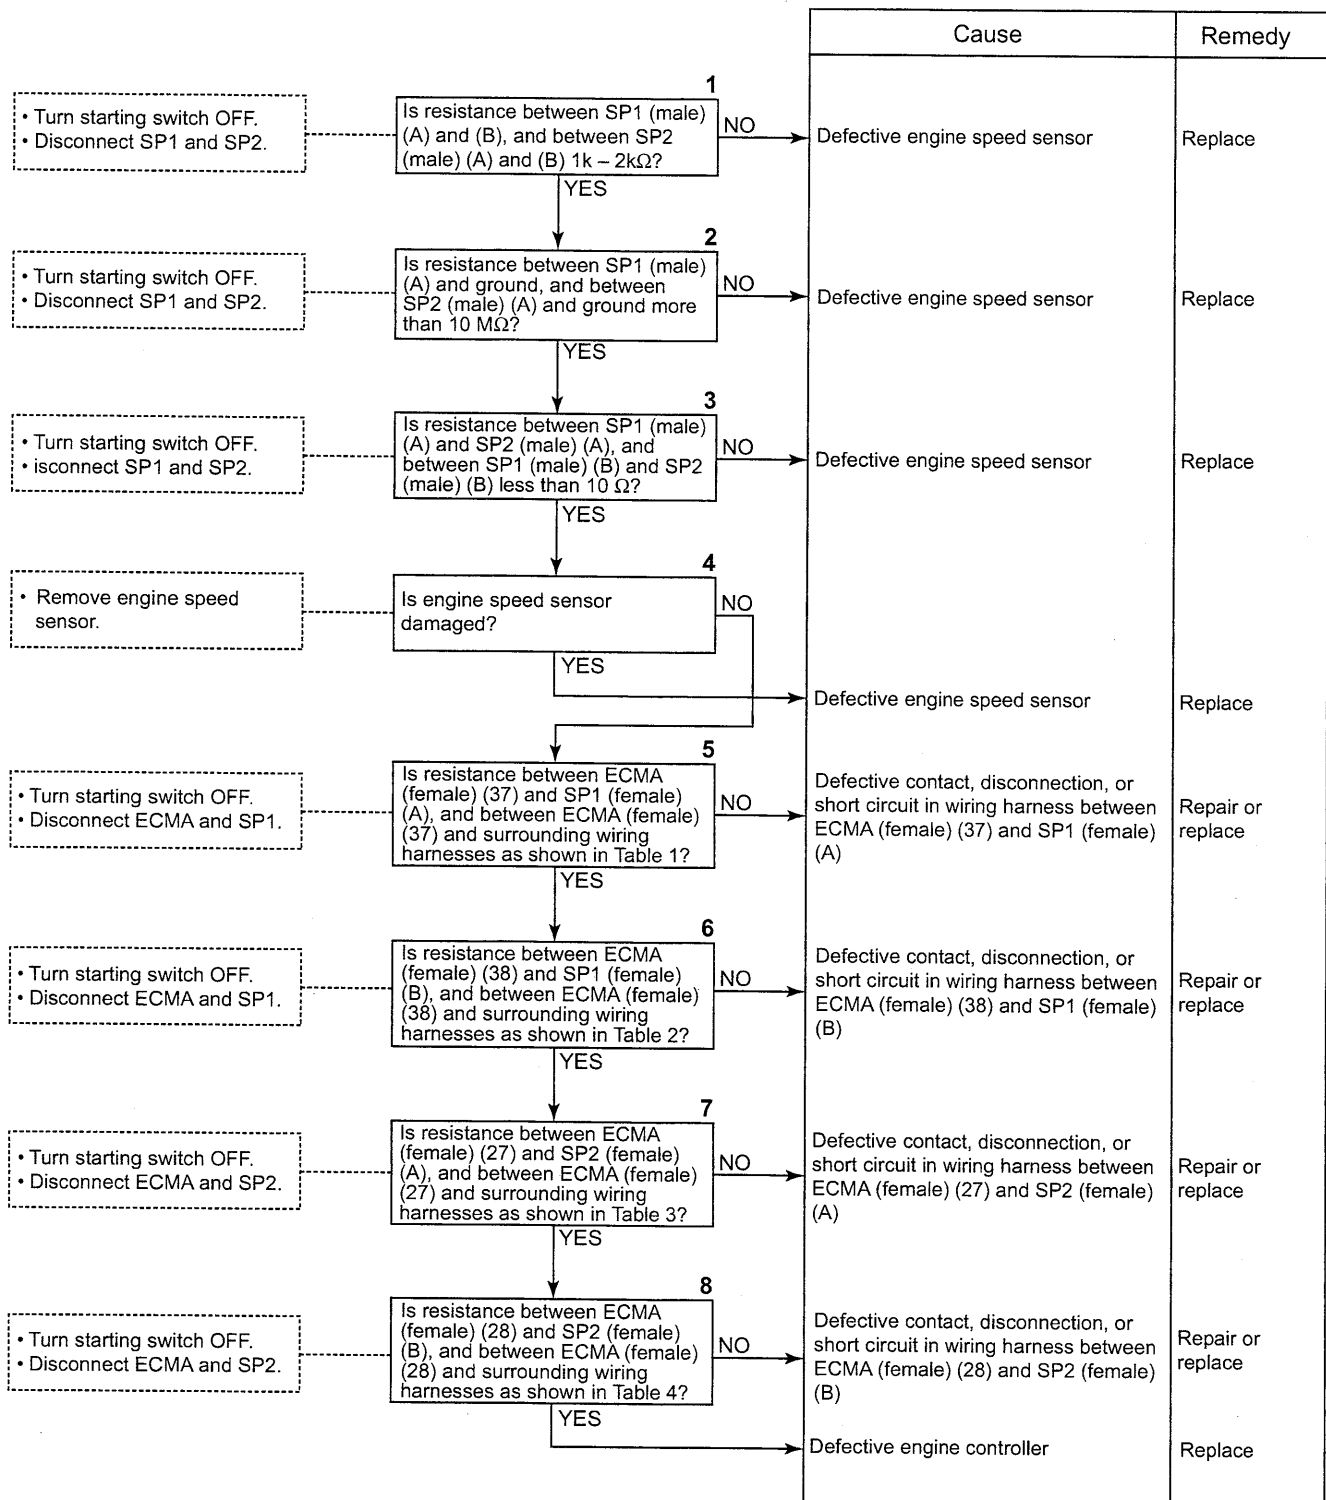 Cause
Remedy
1
• Turn starting switch OFF.
• Disconnect SP1 and SP2.
Is resistance between SP1 (male)
(A) and (B), and between SP2
(male) (A) and (B) 1k – 2kΩ?
NO
Defective engine speed sensor
Replace
YES
2
• Turn starting switch OFF.
• Disconnect SP1 and SP2.
Is resistance between SP1 (male)
(A) and ground, and between
SP2 (male) (A) and ground more
than 10 MΩ?
NO
Defective engine speed sensor
Replace
YES
3
• Turn starting switch OFF.
• isconnect SP1 and SP2.
Is resistance between SP1 (male)
(A) and SP2 (male) (A), and
between SP1 (male) (B) and SP2
(male) (B) less than 10 Ω?
NO
Defective engine speed sensor
Replace
YES
4
• Remove engine speed
sensor.
Is engine speed sensor
damaged?
NO
YES
Defective engine speed sensor
Replace
5
• Turn starting switch OFF.
• Disconnect ECMA and SP1.
Is resistance between ECMA
(female) (37) and SP1 (female)
(A), and between ECMA (female)
(37) and surrounding wiring
harnesses as shown in Table 1?
NO
Defective contact, disconnection, or
short circuit in wiring harness between
ECMA (female) (37) and SP1 (female)
(A)
Repair or
replace
YES
6
• Turn starting switch OFF.
• Disconnect ECMA and SP1.
Is resistance between ECMA
(female) (38) and SP1 (female)
(B), and between ECMA (female)
(38) and surrounding wiring
harnesses as shown in Table 2?
NO
Defective contact, disconnection, or
short circuit in wiring harness between
ECMA (female) (38) and SP1 (female)
(B)
Repair or
replace
YES
7
• Turn starting switch OFF.
• Disconnect ECMA and SP2.
Is resistance between ECMA
(female) (27) and SP2 (female)
(A), and between ECMA (female)
(27) and surrounding wiring
harnesses as shown in Table 3?
NO
Defective contact, disconnection, or
short circuit in wiring harness between
ECMA (female) (27) and SP2 (female)
(A)
Repair or
replace
YES
8
• Turn starting switch OFF.
• Disconnect ECMA and SP2.
Is resistance between ECMA
(female) (28) and SP2 (female)
(B), and between ECMA (female)
(28) and surrounding wiring
harnesses as shown in Table 4?
NO
Defective contact, disconnection, or
short circuit in wiring harness between
ECMA (female) (28) and SP2 (female)
(B)
Repair or
replace
YES
Defective engine controller
Replace